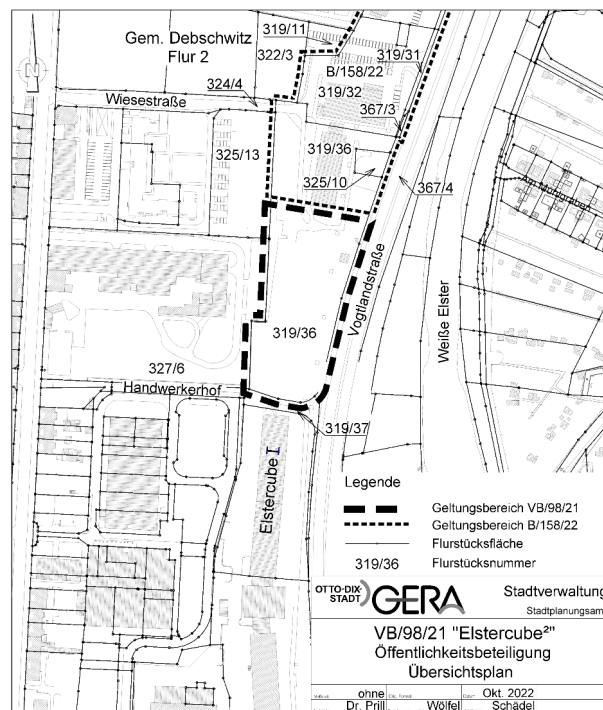 Gem. Debschwitz
Flur 2
319/11
322/3
319/31
B/158/22
319/32
324/4
Wiesestraße
367/3
325/13
319/36
325/10
367/4
Vogtlandstraße
Weiße Elster
319/36
327/6
Handwerkerhof
319/37
Elstercube I
Legende
Geltungsbereich VB/98/21
Geltungsbereich B/158/22
Flurstücksfläche
319/36 Flurstücksnummer
OTTO-DIX-
STADT
GERA
Stadtverwaltung
Stadtplanungsam
VB/98/21 "Elstercube²"
Öffentlichkeitsbeteiligung
Übersichtsplan
ohne
Okt. 2022
Dr. Prill
Wölfel
Schädel